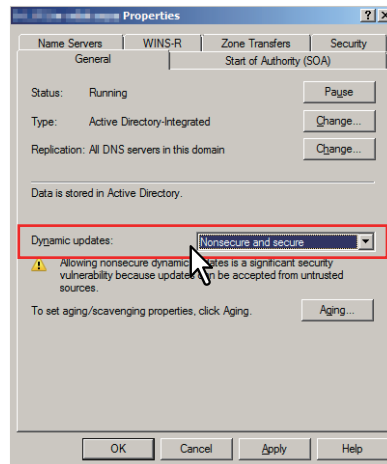 Properties
Name Servers WINS-R Zone Transfers Security
General Start of Authority (SOA)
Status: Running Pause
Type: Active Directory-Integrated Change...
Replication: All DNS servers in this domain Change...
Data is stored in Active Directory.
Dynamic updates: Nonsecure and secure
Allowing nonsecure dynamic updates is a significant security
vulnerability because updates can be accepted from untrusted
sources.
To set aging/scavenging properties, click Aging. Aging...
OK Cancel Apply Help